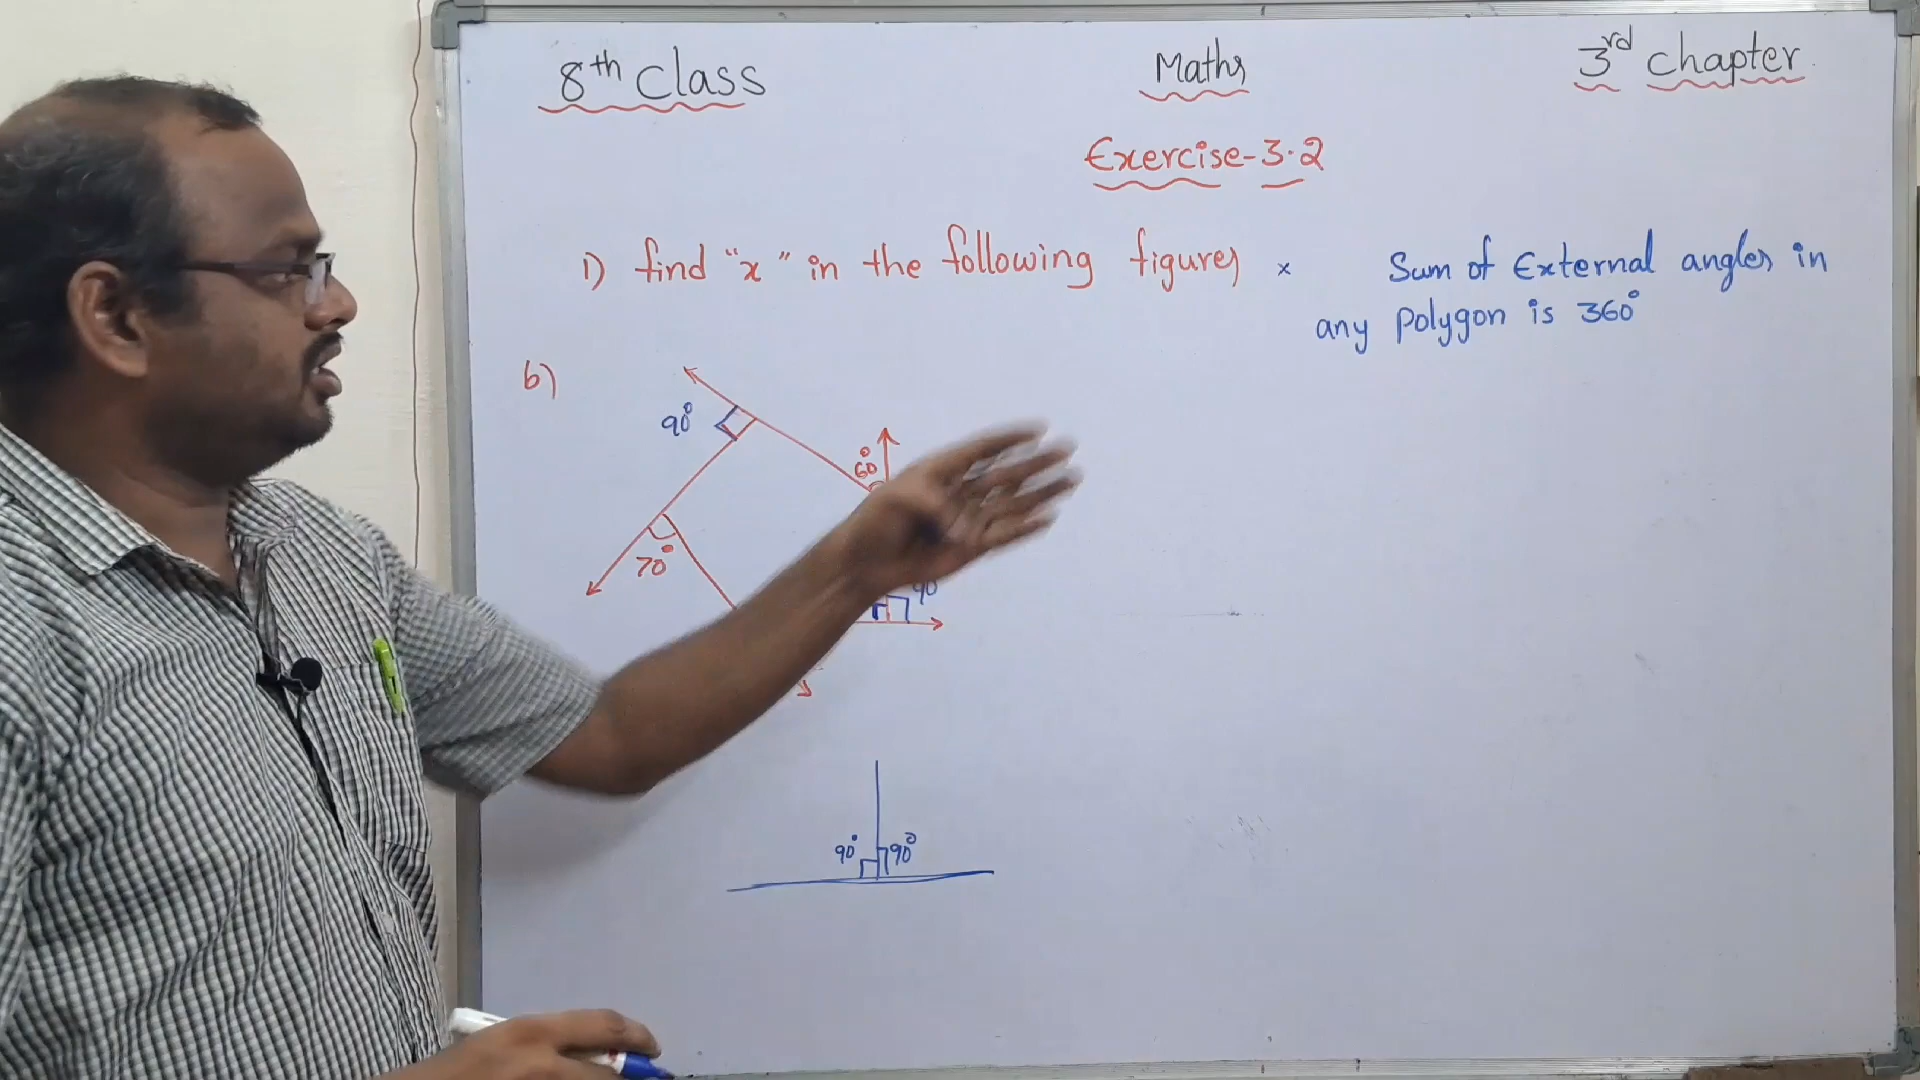 8th Class
Maths
3rd chapter
Exercise-3.2
1) find "x" in the following figures
× Sum of External angles in
any polygon is 360°
b)
90°
60°
70°
90
90° 90°